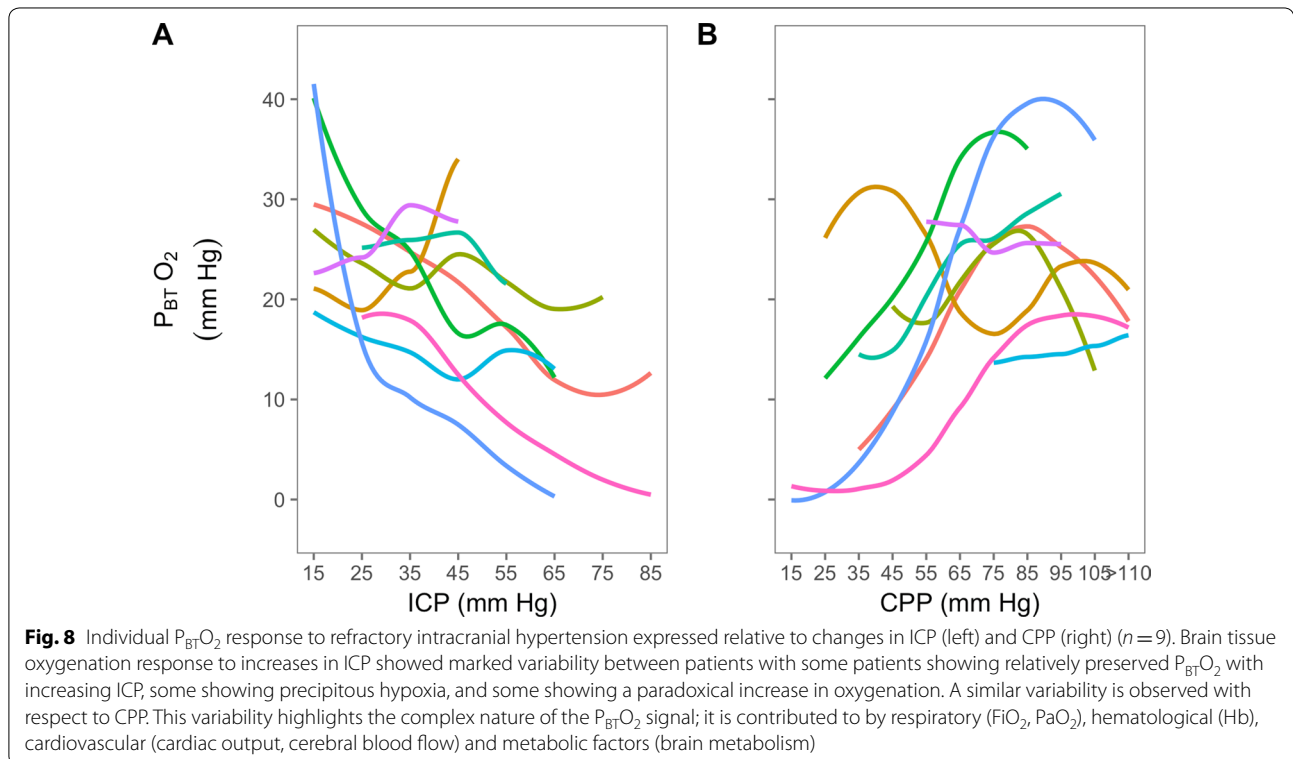 A
B
40
30
20
10
0
P_BT O₂
(mm Hg)
15 25 35 45 55 65 75 85
ICP (mm Hg)
15 25 35 45 55 65 75 85 95 105 >110
CPP (mm Hg)
Fig. 8 Individual P_BTO₂ response to refractory intracranial hypertension expressed relative to changes in ICP (left) and CPP (right) (n = 9). Brain tissue
oxygenation response to increases in ICP showed marked variability between patients with some patients showing relatively preserved P_BTO₂ with
increasing ICP, some showing precipitous hypoxia, and some showing a paradoxical increase in oxygenation. A similar variability is observed with
respect to CPP. This variability highlights the complex nature of the P_BTO₂ signal; it is contributed to by respiratory (FiO₂, PaO₂), hematological (Hb),
cardiovascular (cardiac output, cerebral blood flow) and metabolic factors (brain metabolism)